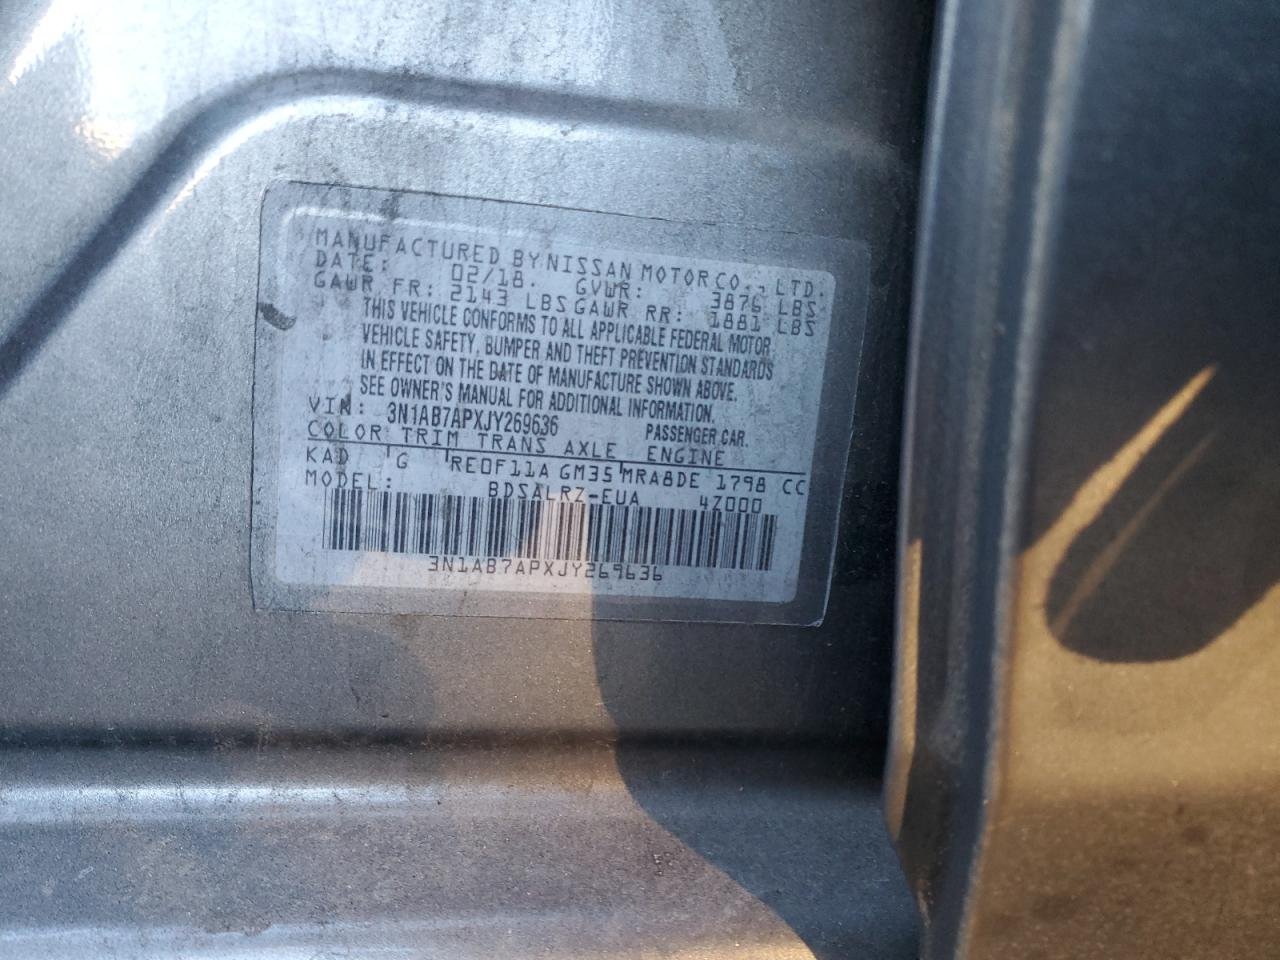 MANUFACTURED BY NISSAN MOTOR CO., LTD.
DATE: 02/18. GVWR: 3876 LBS
GAWR FR: 2143 LBS GAWR RR: 1881 LBS
THIS VEHICLE CONFORMS TO ALL APPLICABLE FEDERAL MOTOR
VEHICLE SAFETY, BUMPER AND THEFT PREVENTION STANDARDS
IN EFFECT ON THE DATE OF MANUFACTURE SHOWN ABOVE.
SEE OWNER'S MANUAL FOR ADDITIONAL INFORMATION.
VIN: 3N1AB7APXJY269636 PASSENGER CAR.
COLOR TRIM TRANS AXLE ENGINE
KAD G RE0F11A GM35 MRA8DE 1798 CC
MODEL: BDSALRZ-EUA 4Z000
3N1AB7APXJY269636